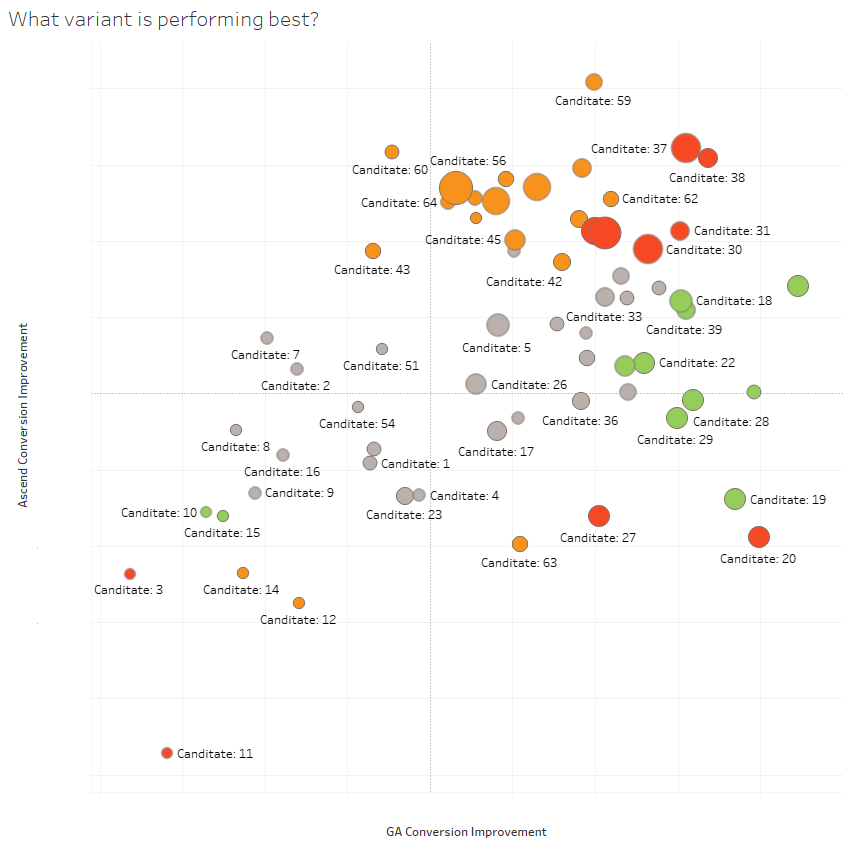 What variant is performing best?
Canditate: 59
Canditate: 37
Canditate: 56
Canditate: 60
Canditate: 38
Canditate: 64
Canditate: 62
Canditate: 31
Canditate: 45
Canditate: 30
Canditate: 43
Canditate: 42
Canditate: 18
Canditate: 33
Canditate: 39
Canditate: 5
Canditate: 7
Canditate: 51
Canditate: 22
Canditate: 2
Canditate: 26
Canditate: 54
Canditate: 36
Canditate: 28
Canditate: 29
Canditate: 8
Canditate: 17
Canditate: 1
Canditate: 16
Canditate: 9
Canditate: 4
Canditate: 19
Canditate: 10
Canditate: 23
Canditate: 15
Canditate: 27
Canditate: 63
Canditate: 20
Canditate: 3
Canditate: 14
Canditate: 12
Canditate: 11
Ascend Conversion Improvement
GA Conversion Improvement